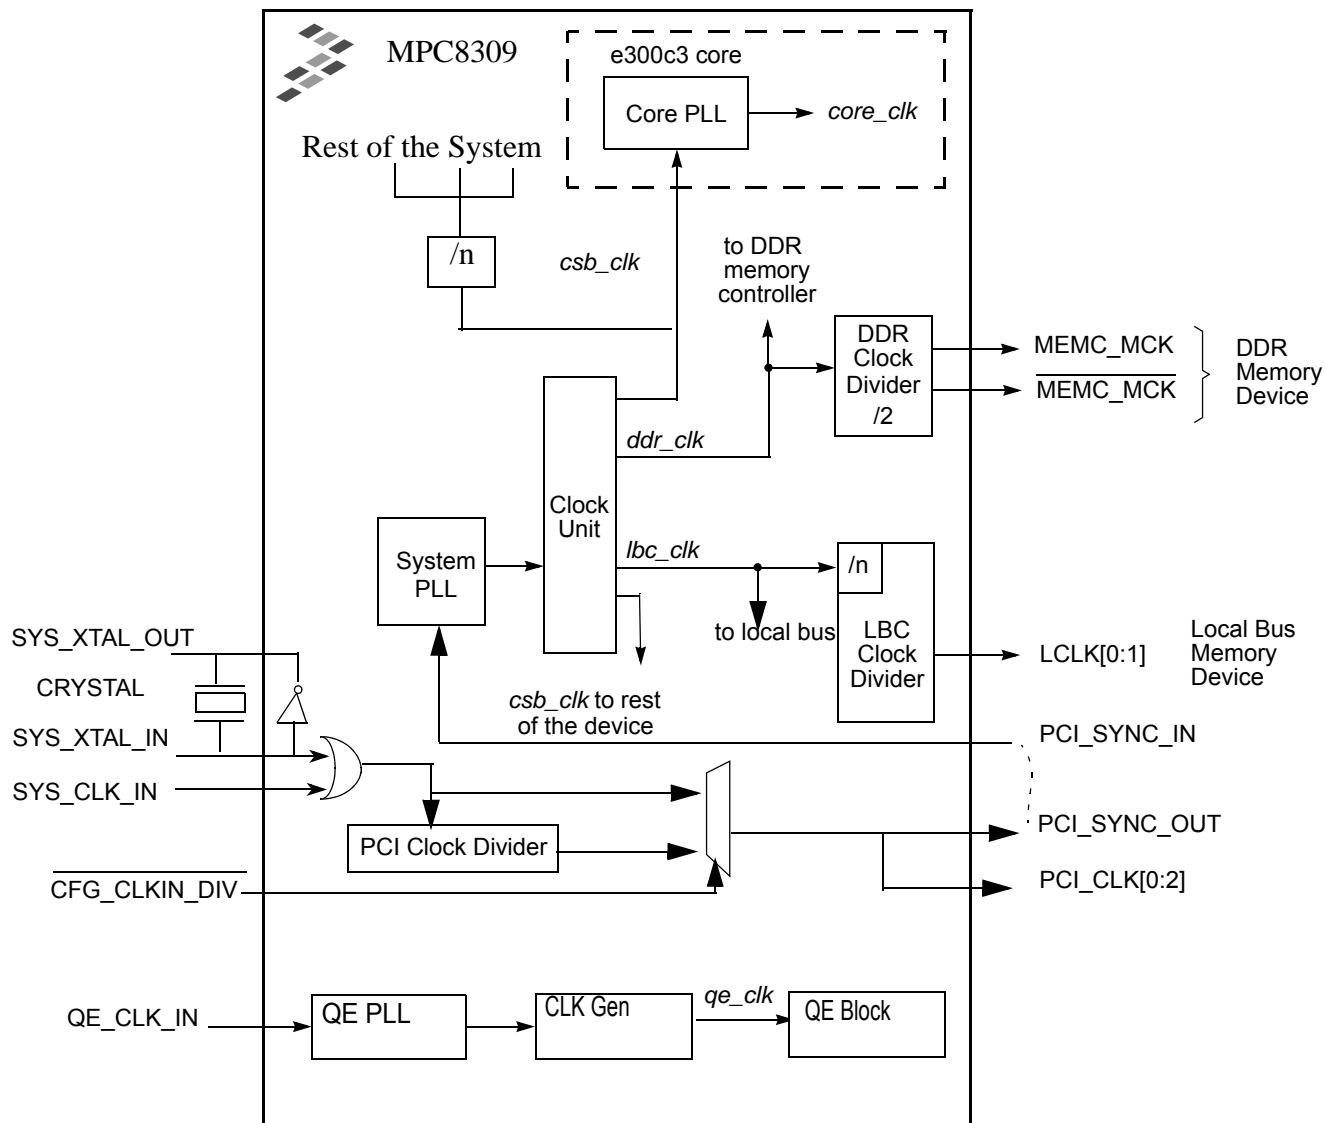 MPC8309
e300c3 core
Core PLL
core_clk
Rest of the System
/n
csb_clk
to DDR
memory
controller
DDR
Clock
Divider
/2
MEMC_MCK
MEMC_MCK
DDR
Memory
Device
ddr_clk
Clock
Unit
System
PLL
lbc_clk
/n
to local bus
LBC
Clock
Divider
LCLK[0:1]
Local Bus
Memory
Device
csb_clk to rest
of the device
SYS_XTAL_OUT
CRYSTAL
SYS_XTAL_IN
SYS_CLK_IN
PCI_SYNC_IN
PCI Clock Divider
PCI_SYNC_OUT
CFG_CLKIN_DIV
PCI_CLK[0:2]
QE_CLK_IN
QE PLL
CLK Gen
qe_clk
QE Block